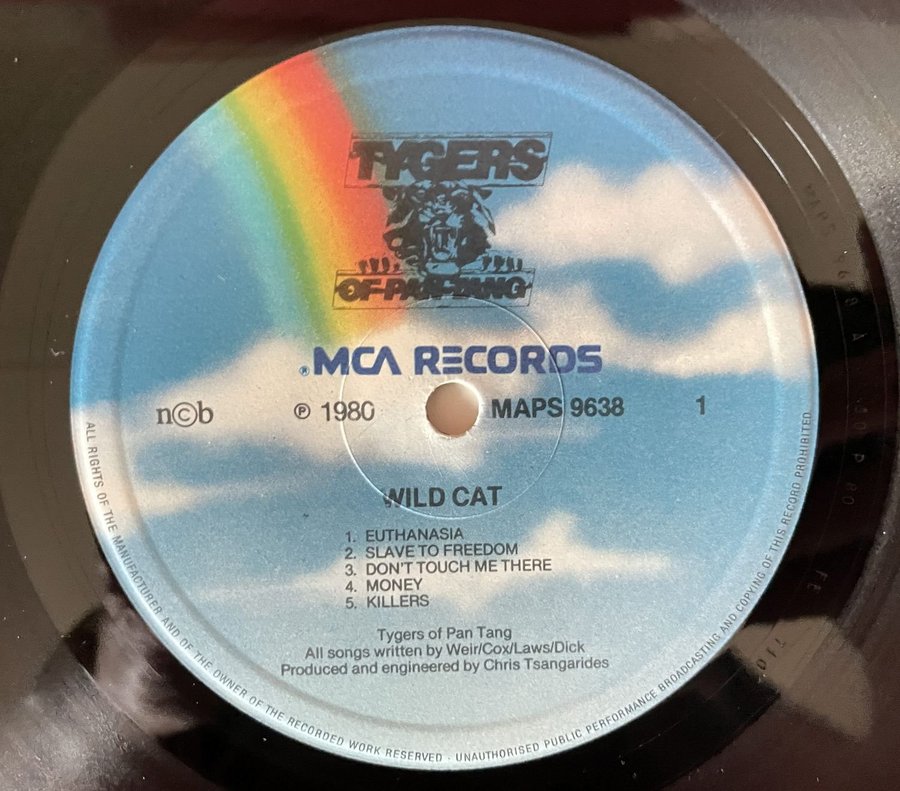 TYGERS
OF PAN TANG
® MCA RECORDS
n©b ℗ 1980 MAPS 9638 1
WILD CAT
1. EUTHANASIA
2. SLAVE TO FREEDOM
3. DON'T TOUCH ME THERE
4. MONEY
5. KILLERS
Tygers of Pan Tang
All songs written by Weir/Cox/Laws/Dick
Produced and engineered by Chris Tsangarides
ALL RIGHTS OF THE MANUFACTURER AND OF THE OWNER OF THE RECORDED WORK RESERVED · UNAUTHORISED PUBLIC PERFORMANCE BROADCASTING AND COPYING OF THIS RECORD PROHIBITED